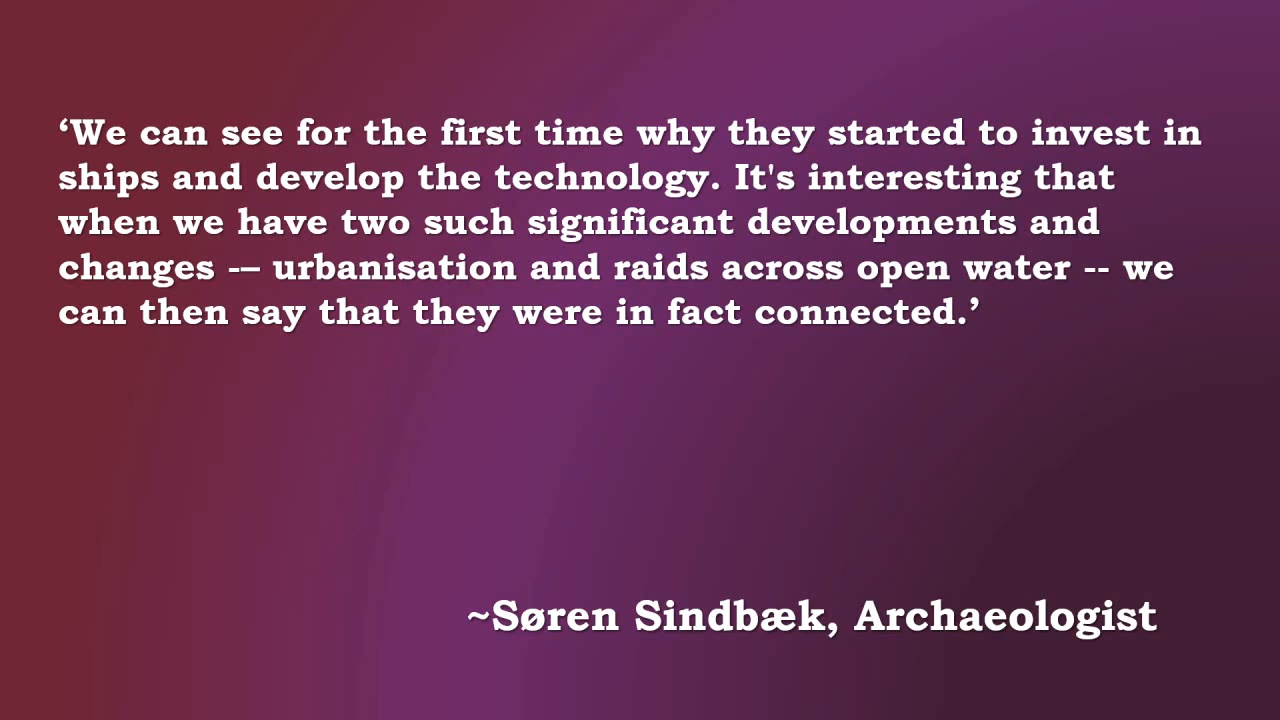 ‘We can see for the first time why they started to invest in
ships and develop the technology. It's interesting that
when we have two such significant developments and
changes -– urbanisation and raids across open water -- we
can then say that they were in fact connected.’
~Søren Sindbæk, Archaeologist